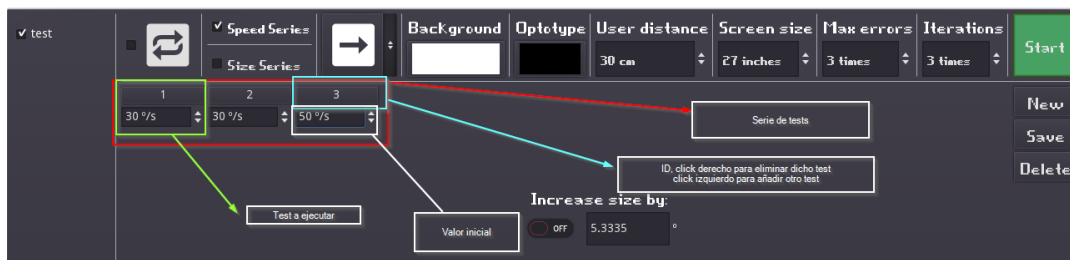 test
Speed Series
Size Series
Background
Optotype
User distance
30 cm
Screen size
27 inches
Max errors
3 times
Iterations
3 times
Start
1
2
3
30 º/s
30 º/s
50 º/s
New
Save
Delete
Serie de tests
ID, click derecho para eliminar dicho test
click izquierdo para añadir otro test
Test a ejecutar
Valor inicial
Increase size by:
OFF
5.3335
º